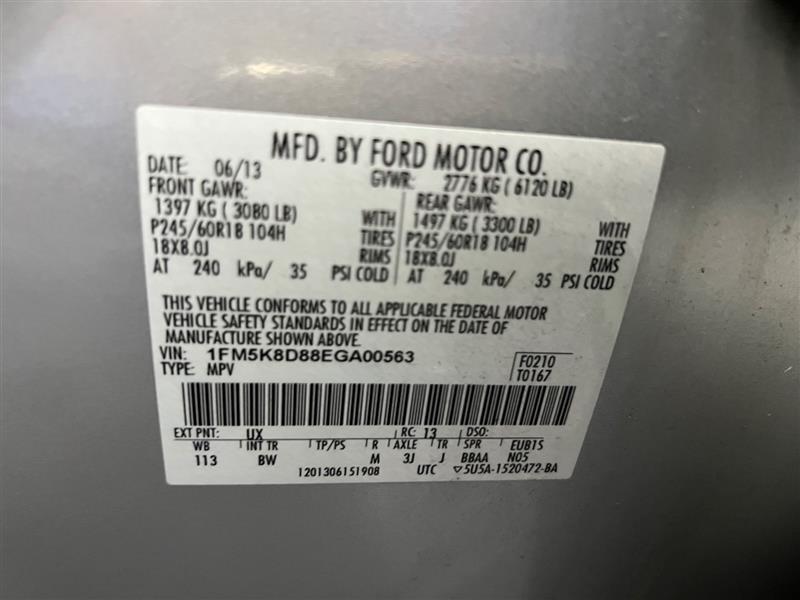 MFD. BY FORD MOTOR CO.
DATE: 06/13 GVWR: 2776 KG ( 6120 LB)
FRONT GAWR: REAR GAWR:
1397 KG ( 3080 LB) WITH 1497 KG ( 3300 LB) WITH
P245/60R18 104H TIRES P245/60R18 104H TIRES
18X8.0J RIMS 18X8.0J RIMS
AT 240 kPa/ 35 PSI COLD AT 240 kPa/ 35 PSI COLD
THIS VEHICLE CONFORMS TO ALL APPLICABLE FEDERAL MOTOR
VEHICLE SAFETY STANDARDS IN EFFECT ON THE DATE OF
MANUFACTURE SHOWN ABOVE.
VIN: 1FM5K8D88EGA00563 F0210
TYPE: MPV T0167
EXT PNT: UX RC: 13 DSO:
WB INT TR TP/PS R AXLE TR SPR EUB1S
113 BW M 3J J BBAA N05
1201306151908 UTC ▽5U5A-1520472-BA